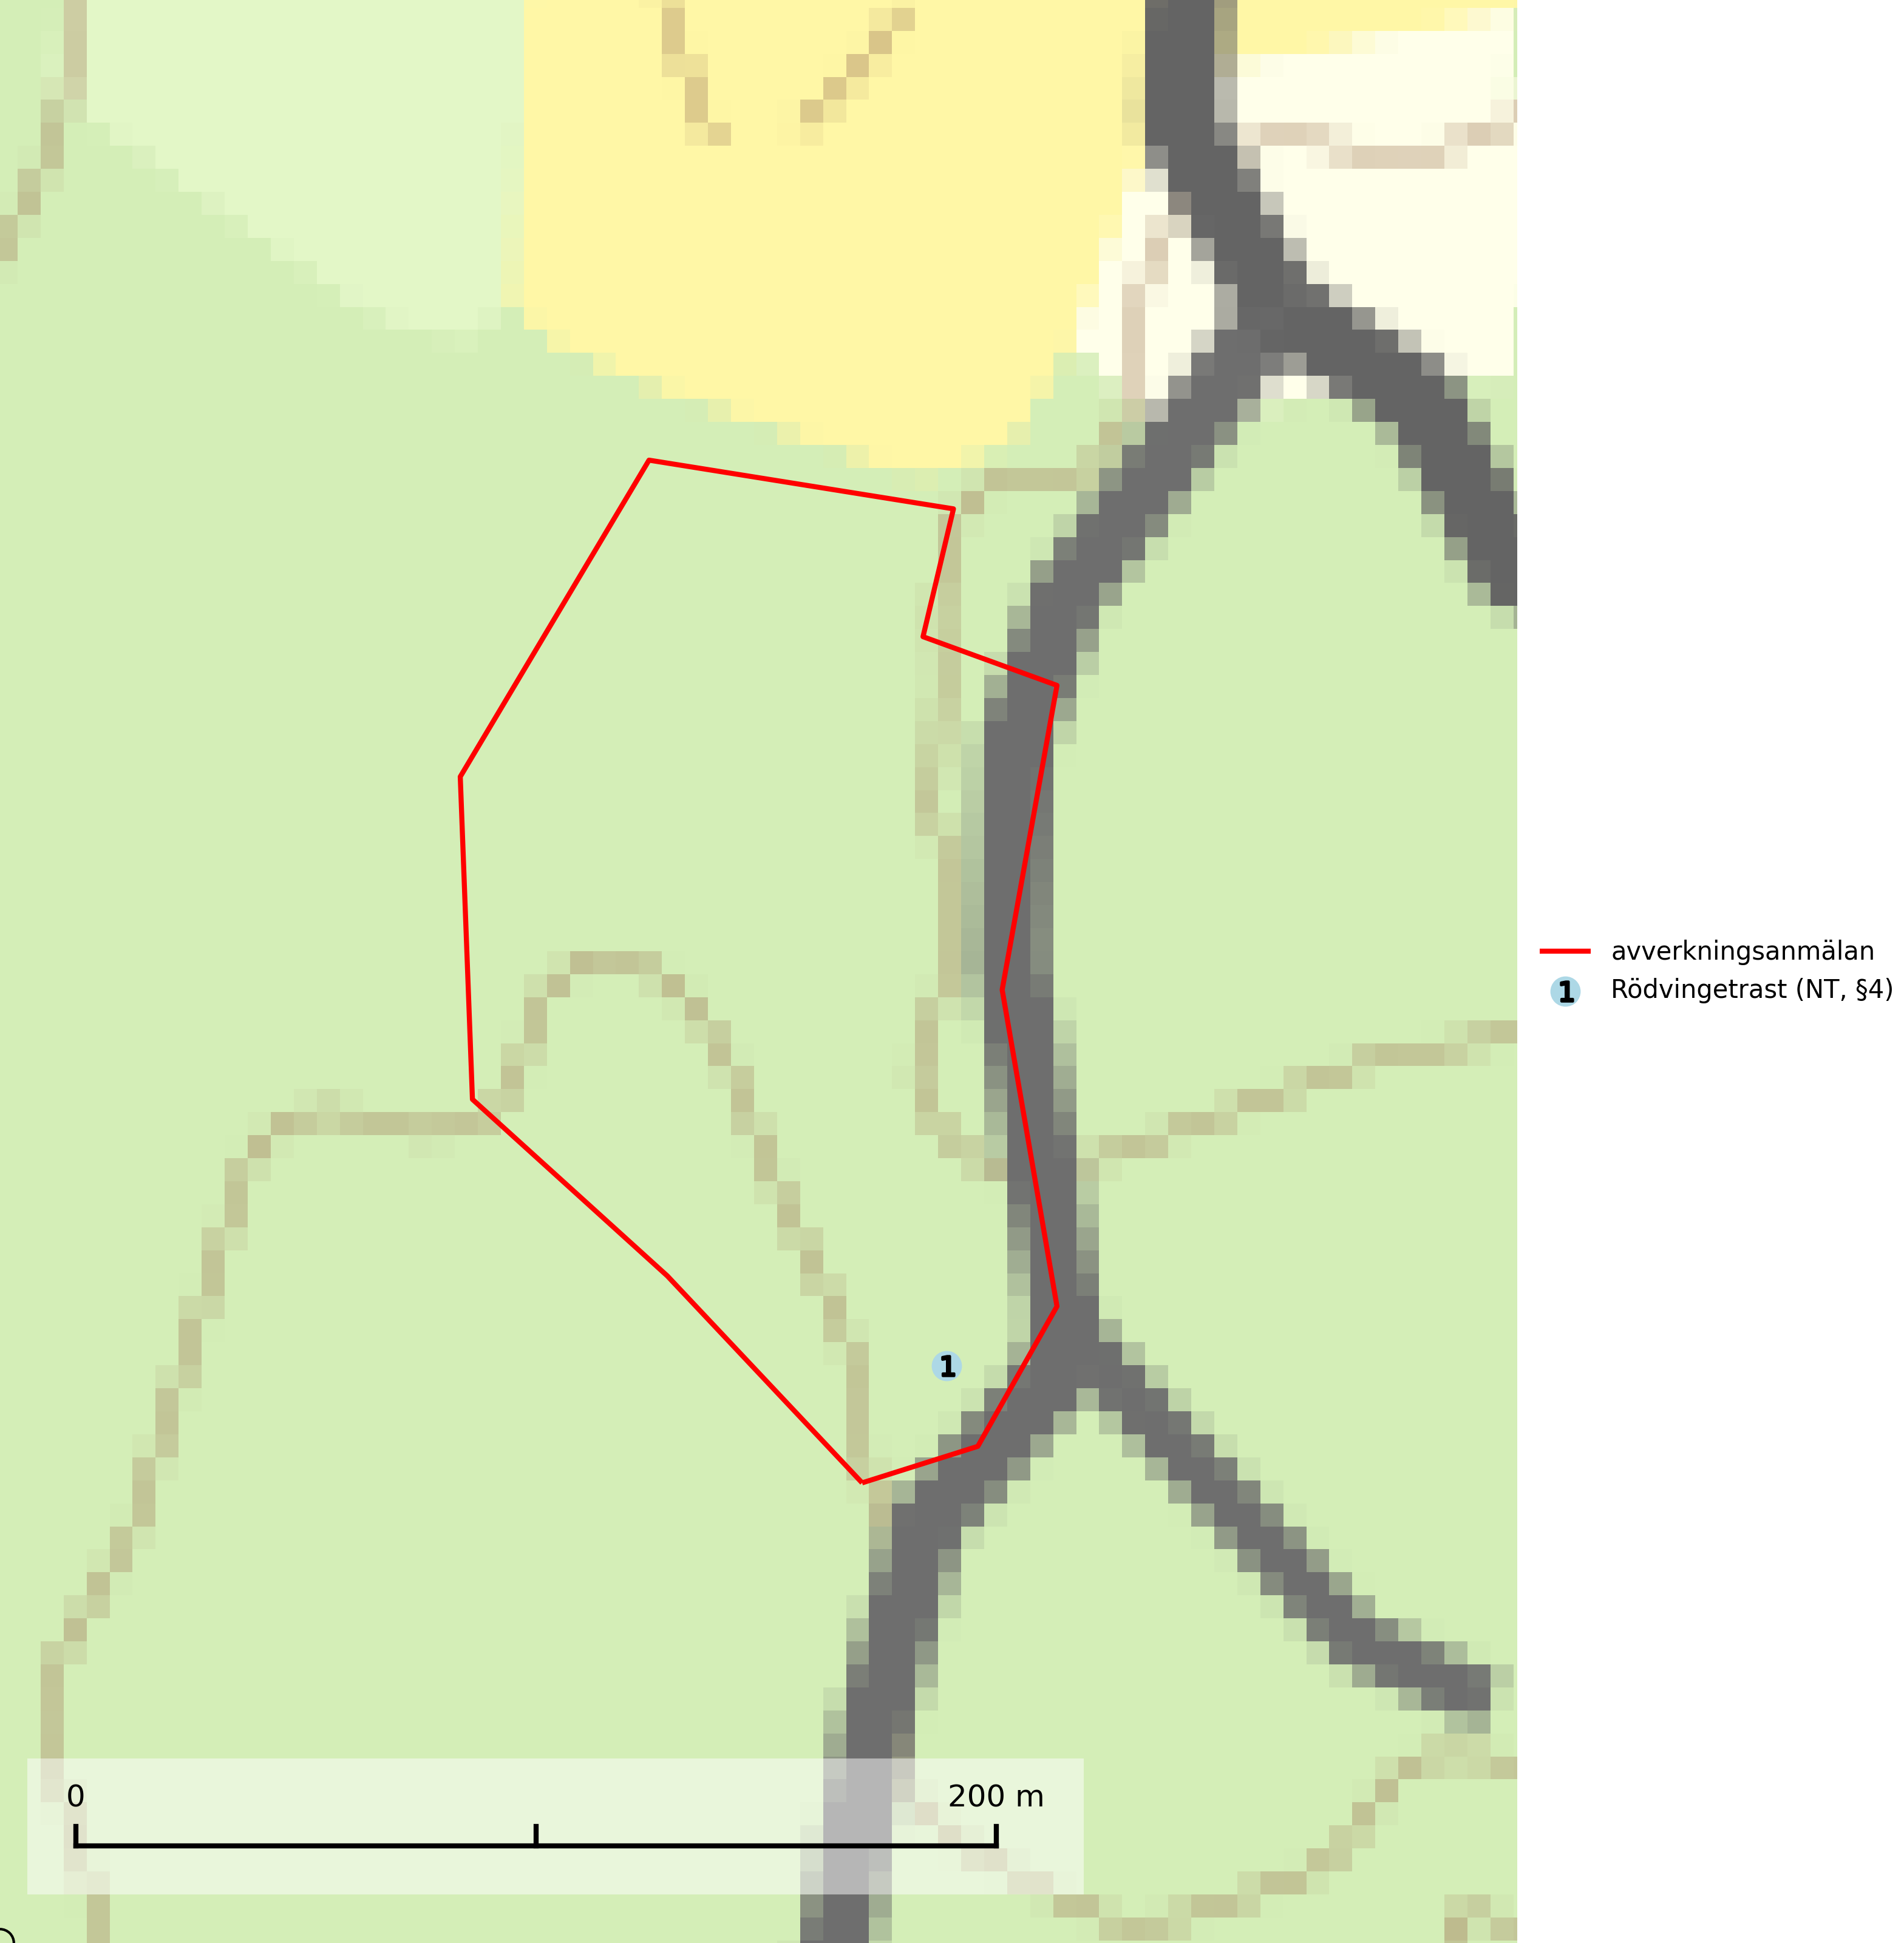 avverkningsanmälan
1 Rödvingetrast (NT, §4)
1
0 200 m